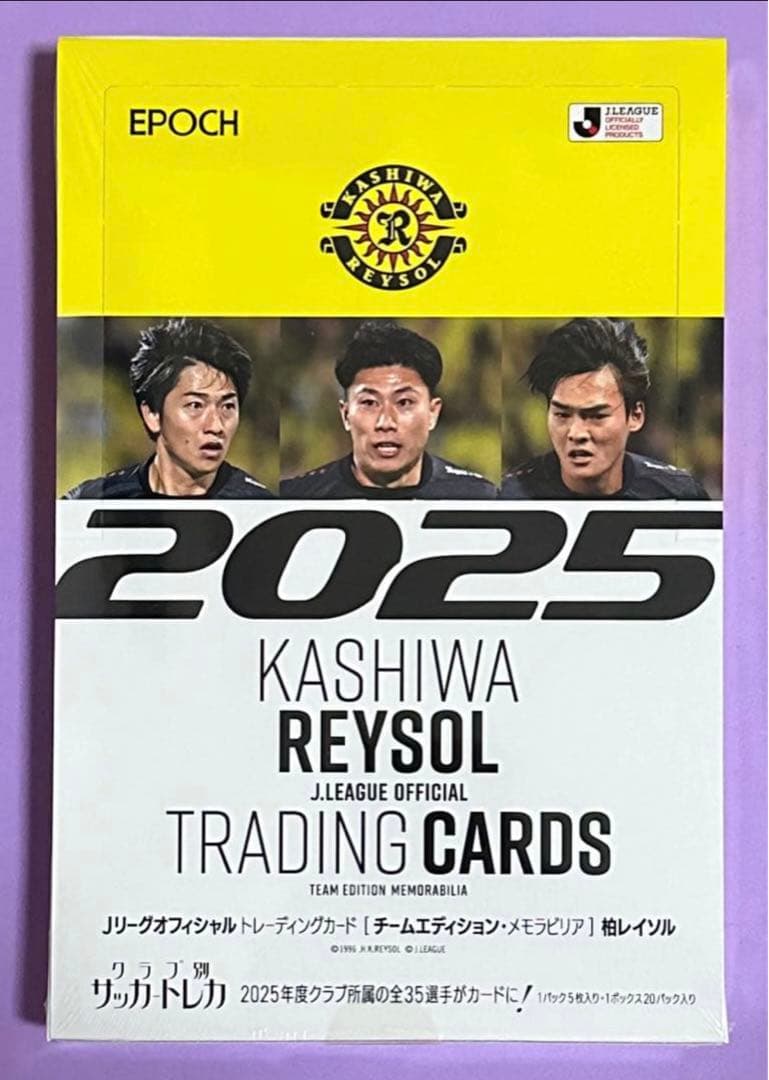 EPOCH
J.LEAGUE
OFFICIALLY
LICENSED
PRODUCTS
KASHIWA
R
REYSOL
2025
KASHIWA
REYSOL
J.LEAGUE OFFICIAL
TRADING CARDS
TEAM EDITION MEMORABILIA
Jリーグオフィシャルトレーディングカード [ チームエディション・メモラビリア ] 柏レイソル
©1996 .H.K.REYSOL © J.LEAGUE
クラブ別
サッカートレカ
2025年度クラブ所属の全35選手がカードに! 1パック5枚入り・1ボックス20パック入り